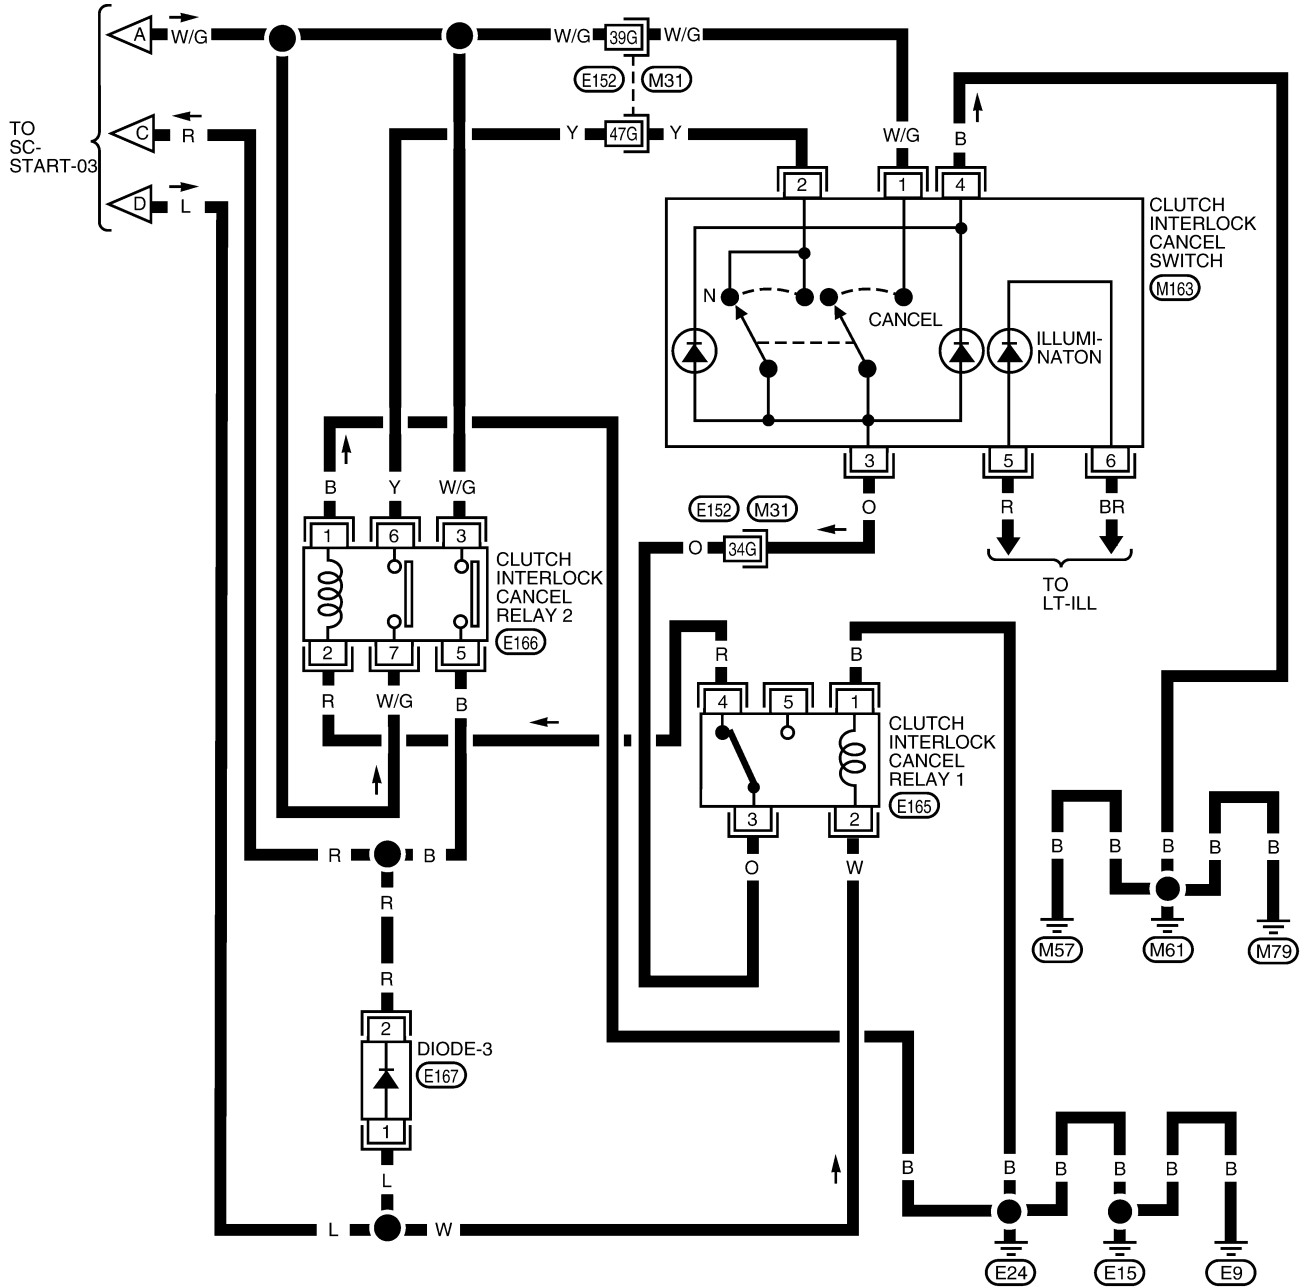 A
W/G
W/G
39G
W/G
E152
M31
TO
SC-
START-03
C
R
Y
47G
Y
W/G
B
D
L
2
1
4
CLUTCH
INTERLOCK
CANCEL
SWITCH
M163
N
CANCEL
ILLUMI-
NATON
3
5
6
B
Y
W/G
E152
M31
O
R
BR
1
6
3
O
34G
CLUTCH
INTERLOCK
CANCEL
RELAY 2
E166
TO
LT-ILL
2
7
5
R
B
R
W/G
B
4
5
1
CLUTCH
INTERLOCK
CANCEL
RELAY 1
E165
3
2
R
B
O
W
B
B
B
B
B
R
M57
M61
M79
R
2
DIODE-3
E167
1
L
B
B
B
B
B
B
L
W
E24
E15
E9